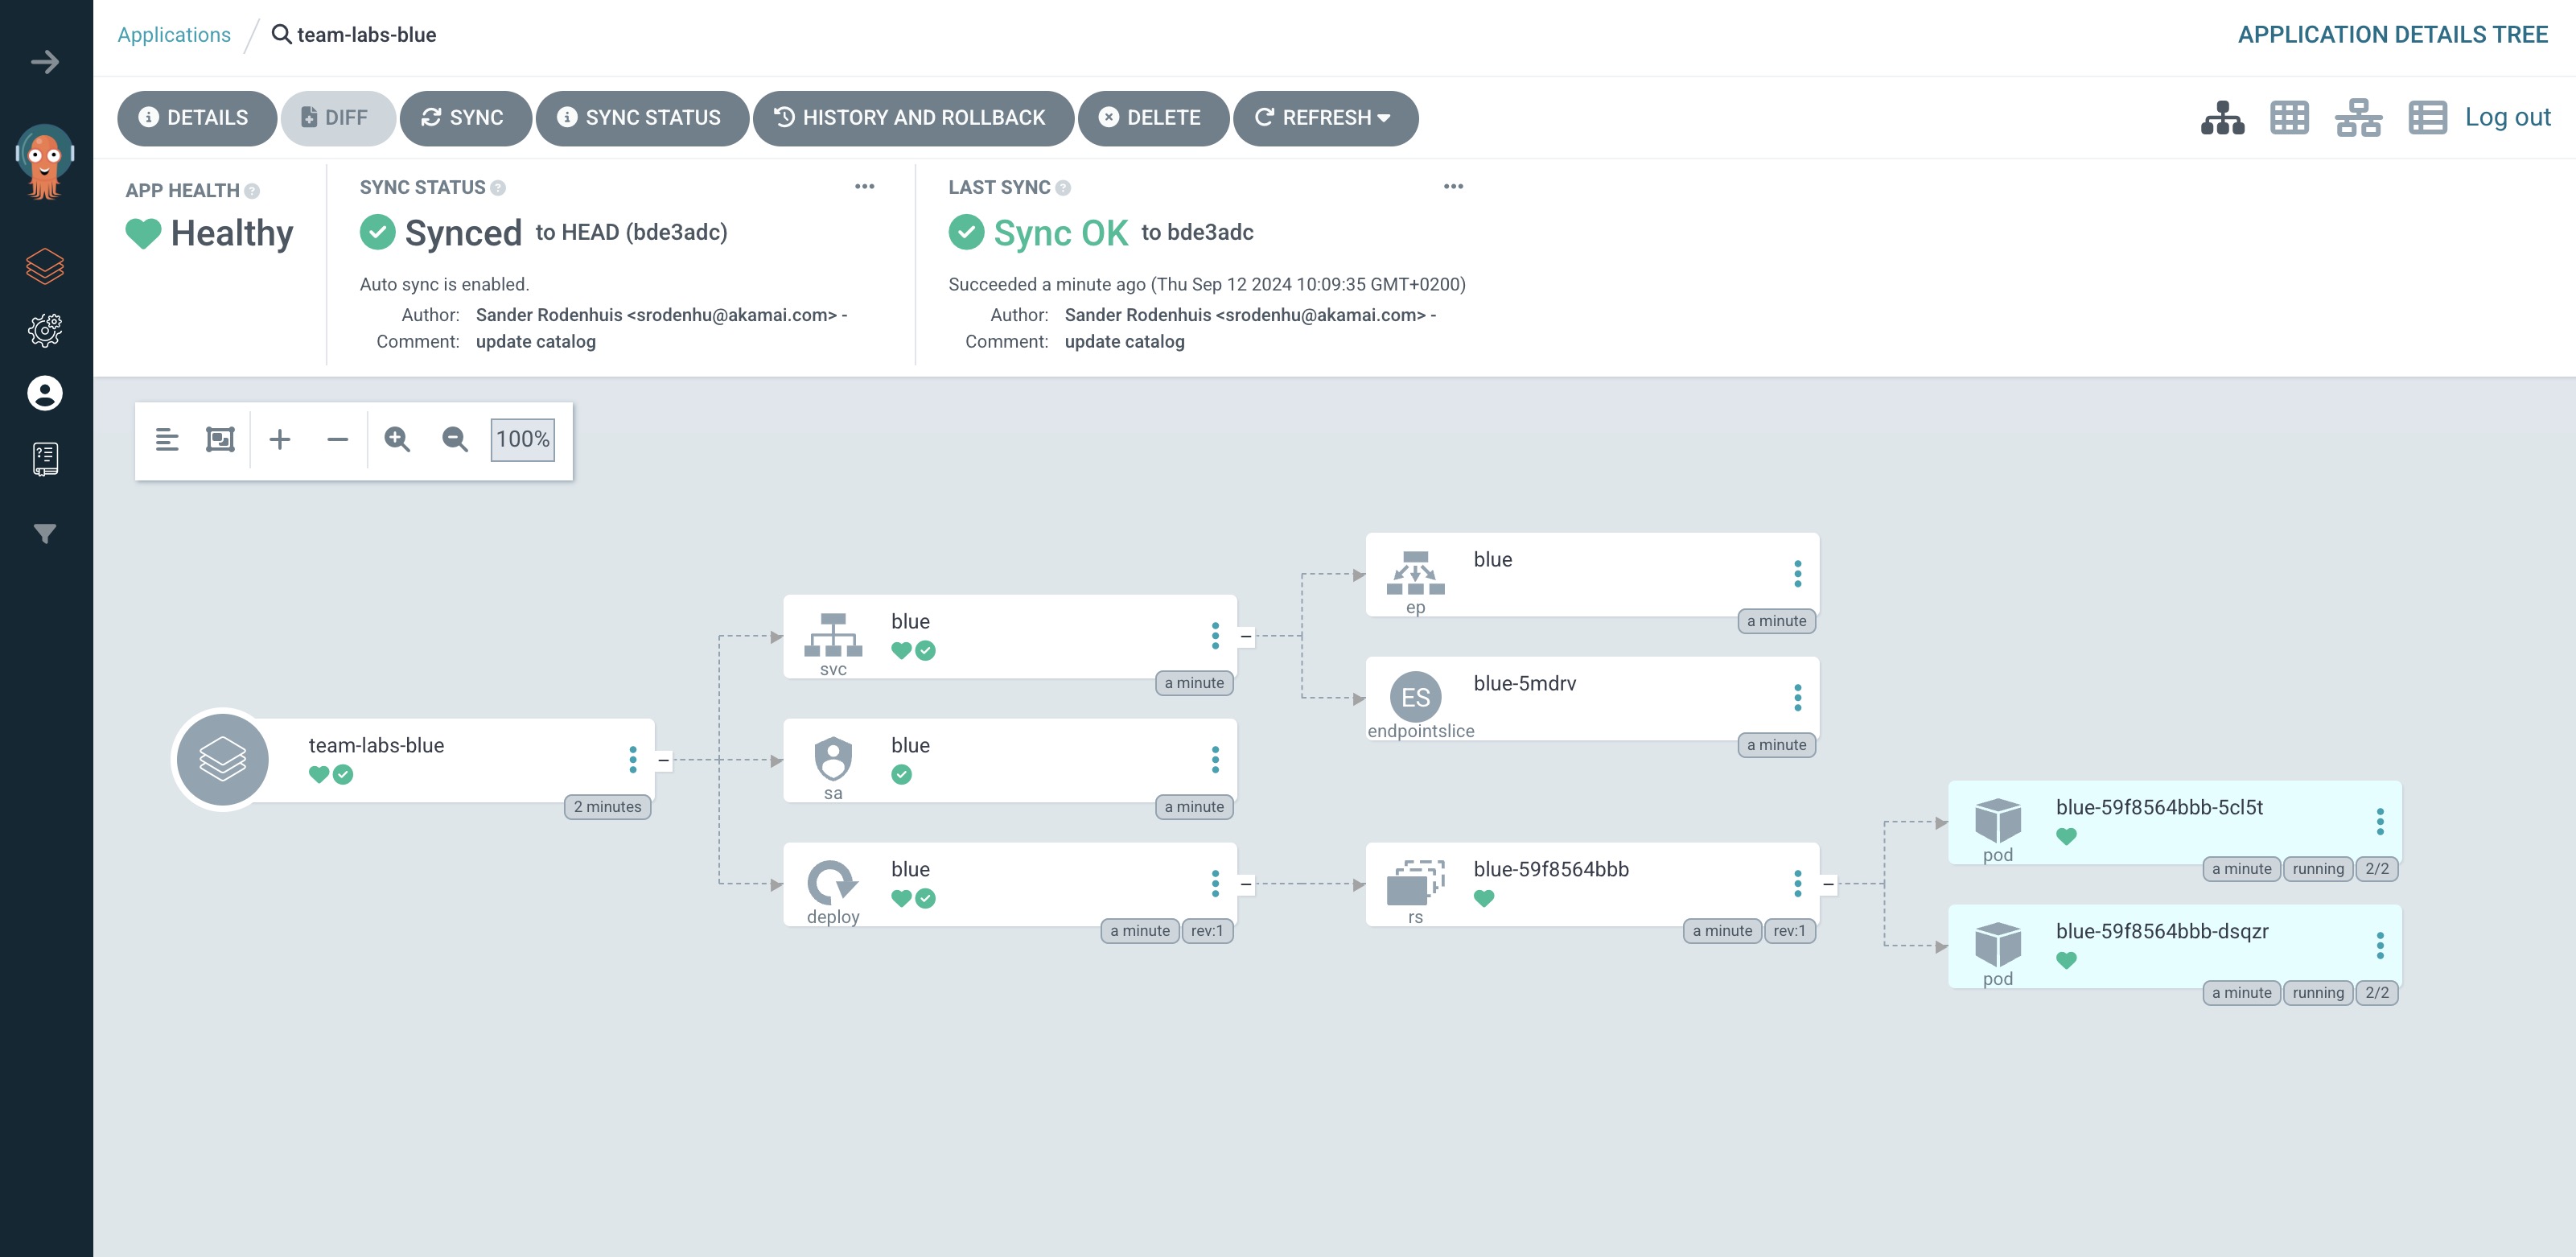 Applications / team-labs-blue
APPLICATION DETAILS TREE
DETAILS
DIFF
SYNC
SYNC STATUS
HISTORY AND ROLLBACK
DELETE
REFRESH
Log out
APP HEALTH
Healthy
SYNC STATUS
Synced to HEAD (bde3adc)
Auto sync is enabled.
Author: Sander Rodenhuis <srodenhu@akamai.com> -
Comment: update catalog
LAST SYNC
Sync OK to bde3adc
Succeeded a minute ago (Thu Sep 12 2024 10:09:35 GMT+0200)
Author: Sander Rodenhuis <srodenhu@akamai.com> -
Comment: update catalog
100%
team-labs-blue
2 minutes
blue
svc
a minute
blue
sa
a minute
blue
deploy
a minute rev:1
blue
ep
a minute
ES
blue-5mdrv
endpointslice
a minute
blue-59f8564bbb
rs
a minute rev:1
blue-59f8564bbb-5cl5t
pod
a minute running 2/2
blue-59f8564bbb-dsqzr
pod
a minute running 2/2